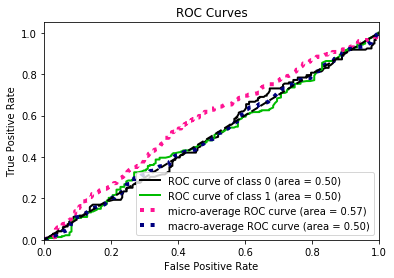 ROC Curves
True Positive Rate
1.0
0.8
0.6
0.4
0.2
0.0
ROC curve of class 0 (area = 0.50)
ROC curve of class 1 (area = 0.50)
micro-average ROC curve (area = 0.57)
macro-average ROC curve (area = 0.50)
0.0 0.2 0.4 0.6 0.8 1.0
False Positive Rate